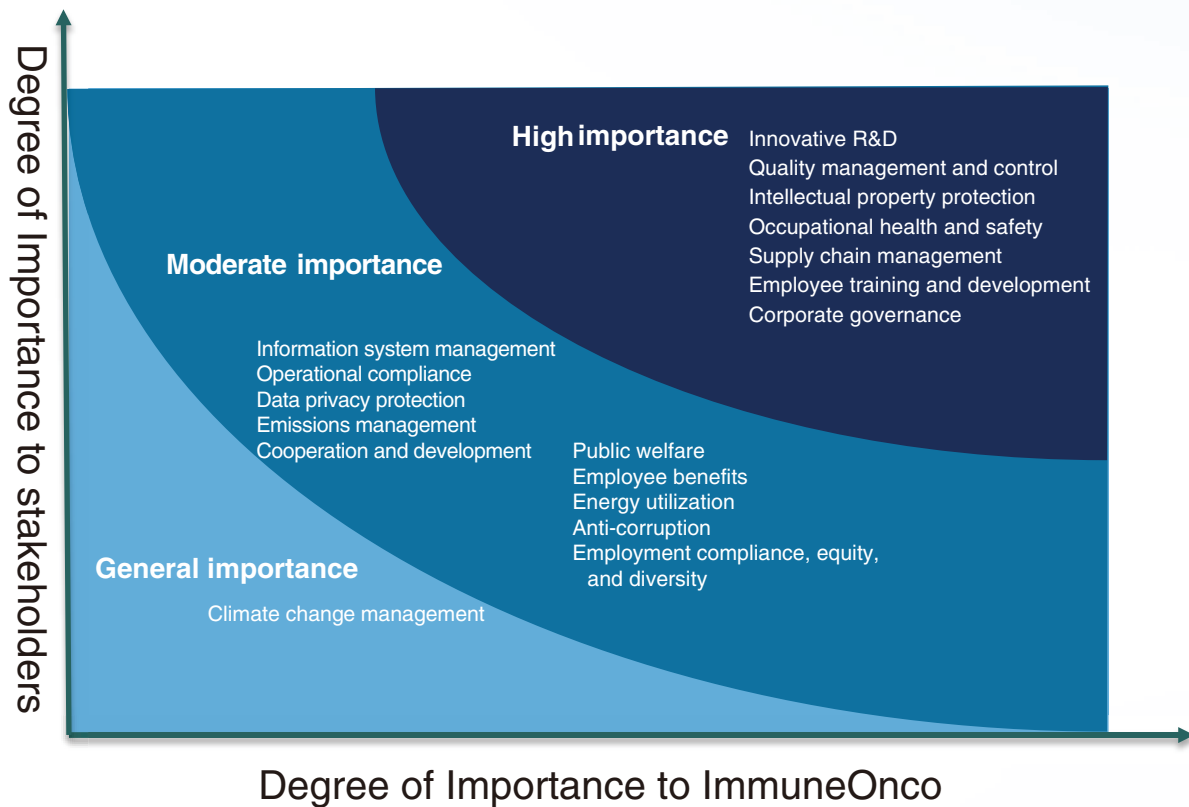 Degree of Importance to stakeholders
High importance
Innovative R&D
Quality management and control
Intellectual property protection
Occupational health and safety
Supply chain management
Employee training and development
Corporate governance
Moderate importance
Information system management
Operational compliance
Data privacy protection
Emissions management
Cooperation and development
Public welfare
Employee benefits
Energy utilization
Anti-corruption
Employment compliance, equity,
and diversity
General importance
Climate change management
Degree of Importance to ImmuneOnco